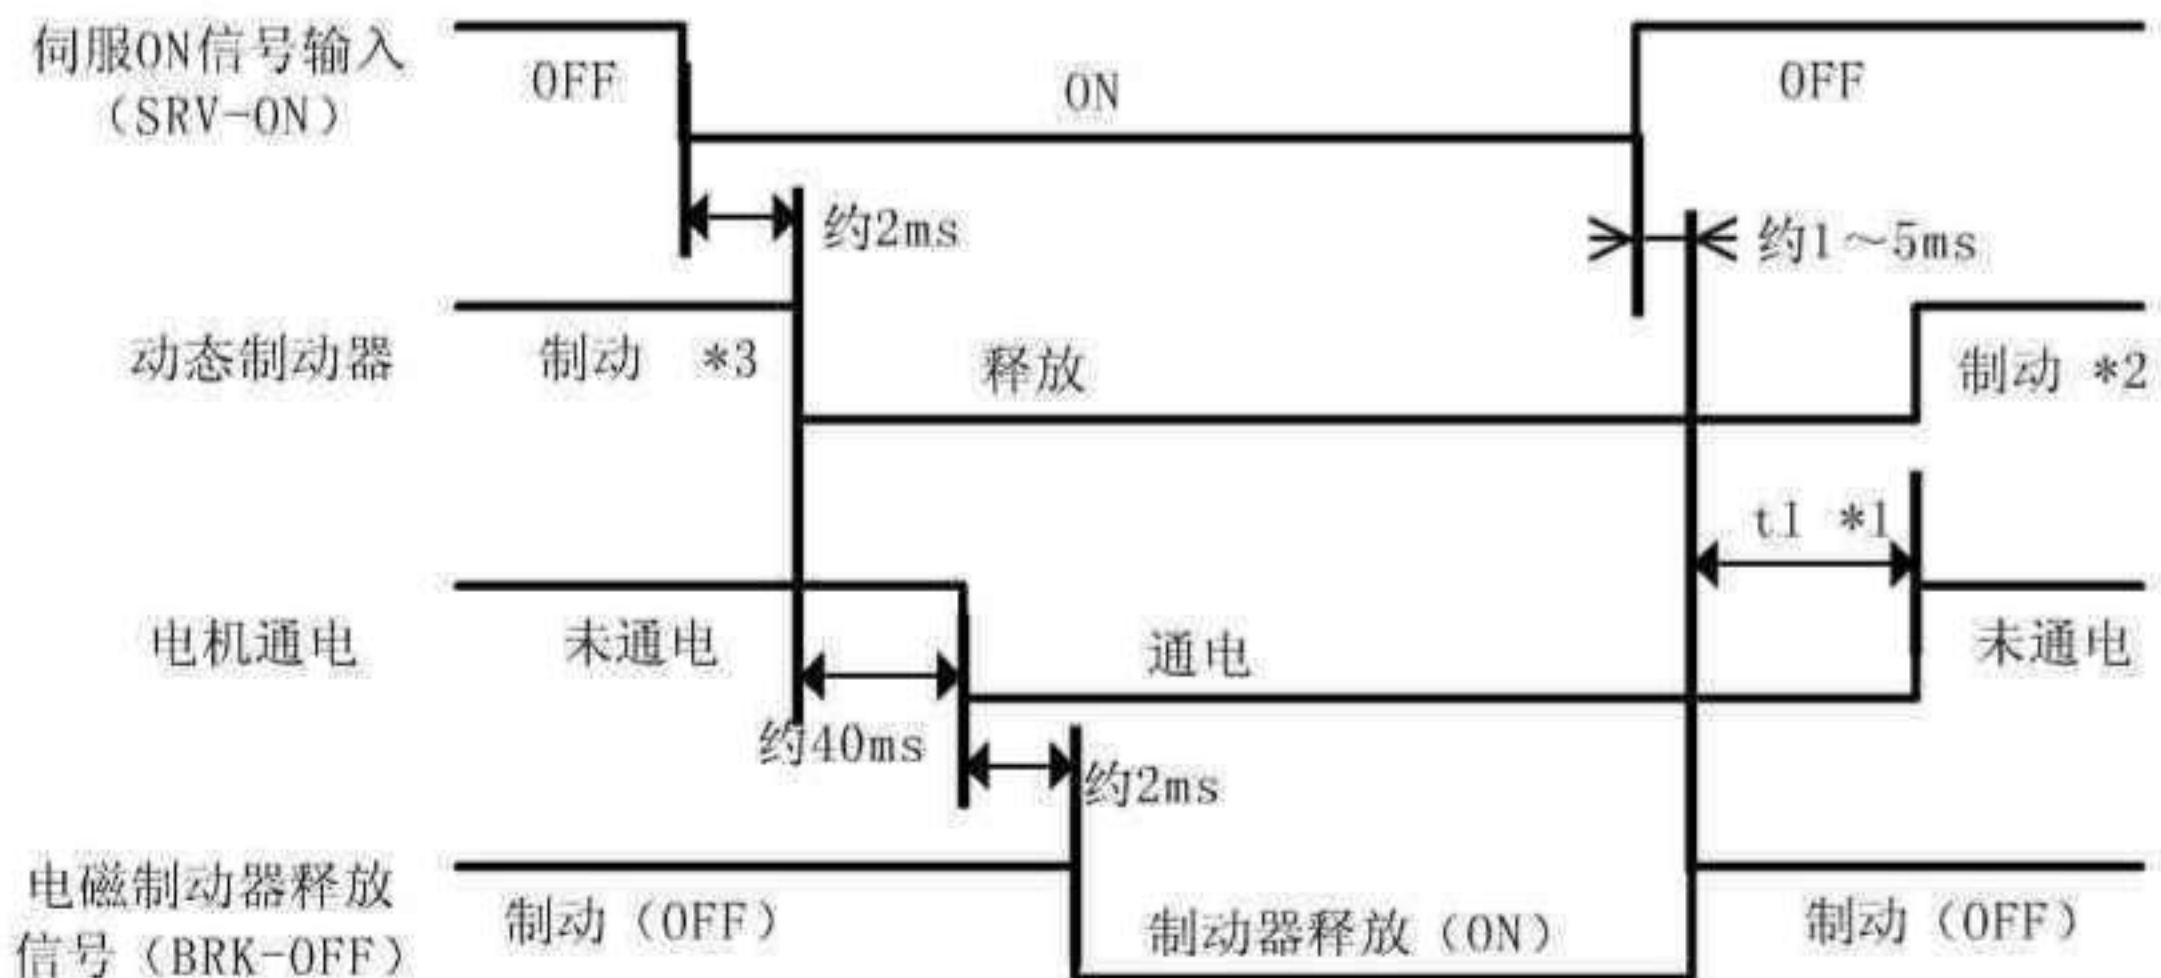 伺服ON信号输入
（SRV-ON）
OFF
ON
OFF
约2ms
约1～5ms
动态制动器
制动 *3
释放
制动 *2
t1 *1
电机通电
未通电
通电
未通电
约40ms
约2ms
电磁制动器释放
信号（BRK-OFF）
制动（OFF）
制动器释放（ON）
制动（OFF）